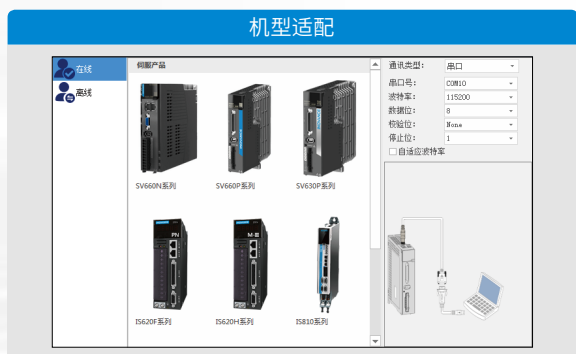 机型适配
在线
离线
伺服产品
SV660N系列
SV660P系列
SV630P系列
PN
M-Ⅲ
IS620F系列
IS620H系列
IS810系列
通讯类型：
串口
串口号：
COM10
波特率：
115200
数据位：
8
校验位：
None
停止位：
1
自适应波特率